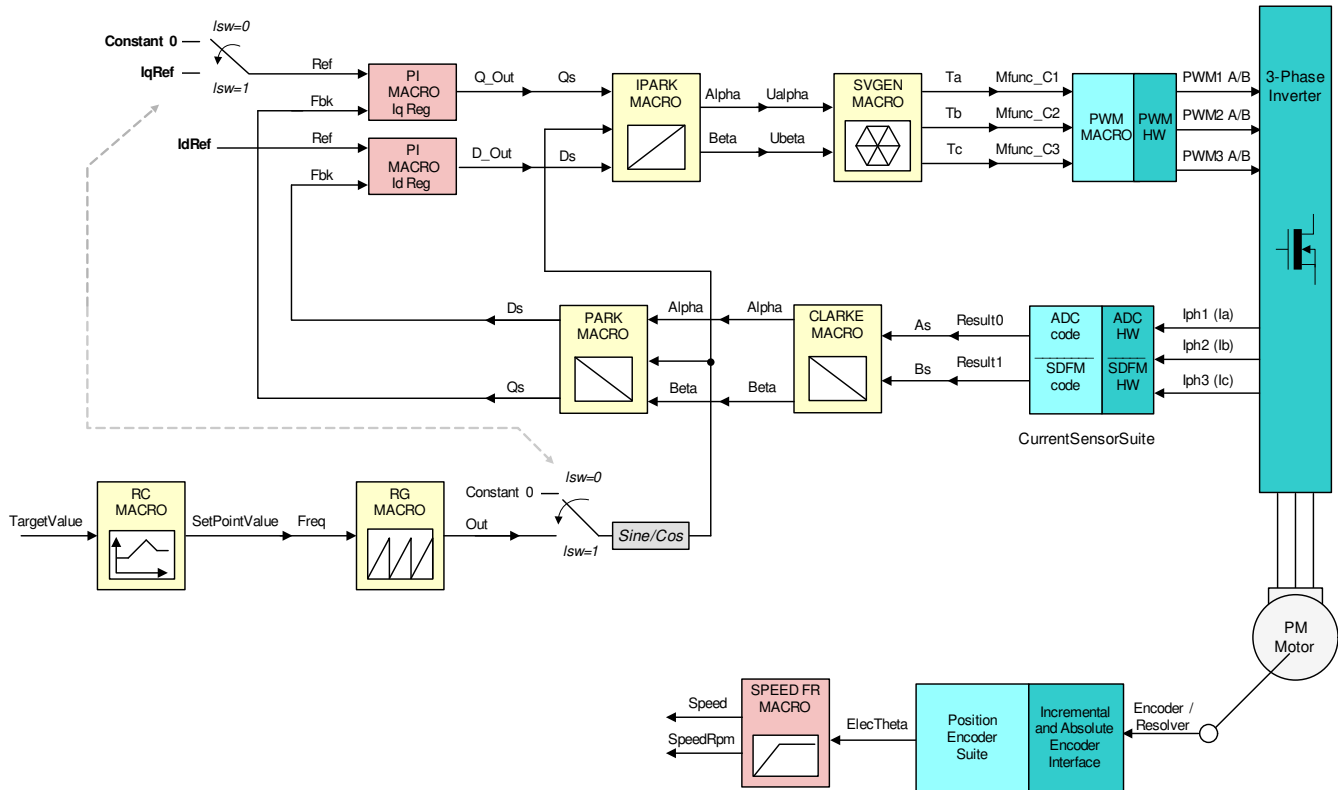 lsw=0
Constant 0
IqRef
lsw=1
Ref
Fbk
PI
MACRO
Iq Reg
Q_Out
Qs
IdRef
Ref
Fbk
PI
MACRO
Id Reg
D_Out
Ds
IPARK
MACRO
Alpha
Ualpha
Beta
Ubeta
SVGEN
MACRO
Ta
Mfunc_C1
Tb
Mfunc_C2
Tc
Mfunc_C3
PWM
MACRO
PWM
HW
PWM1 A/B
PWM2 A/B
PWM3 A/B
3-Phase
Inverter
Ds
Qs
PARK
MACRO
Alpha
Alpha
Beta
Beta
CLARKE
MACRO
As
Result0
Bs
Result1
ADC
code
SDFM
code
ADC
HW
SDFM
HW
Iph1 (Ia)
Iph2 (Ib)
Iph3 (Ic)
CurrentSensorSuite
TargetValue
RC
MACRO
SetPointValue
Freq
RG
MACRO
Out
Constant 0
lsw=0
lsw=1
Sine/Cos
PM
Motor
Speed
SpeedRpm
SPEED FR
MACRO
ElecTheta
Position
Encoder
Suite
Incremental
and Absolute
Encoder
Interface
Encoder /
Resolver